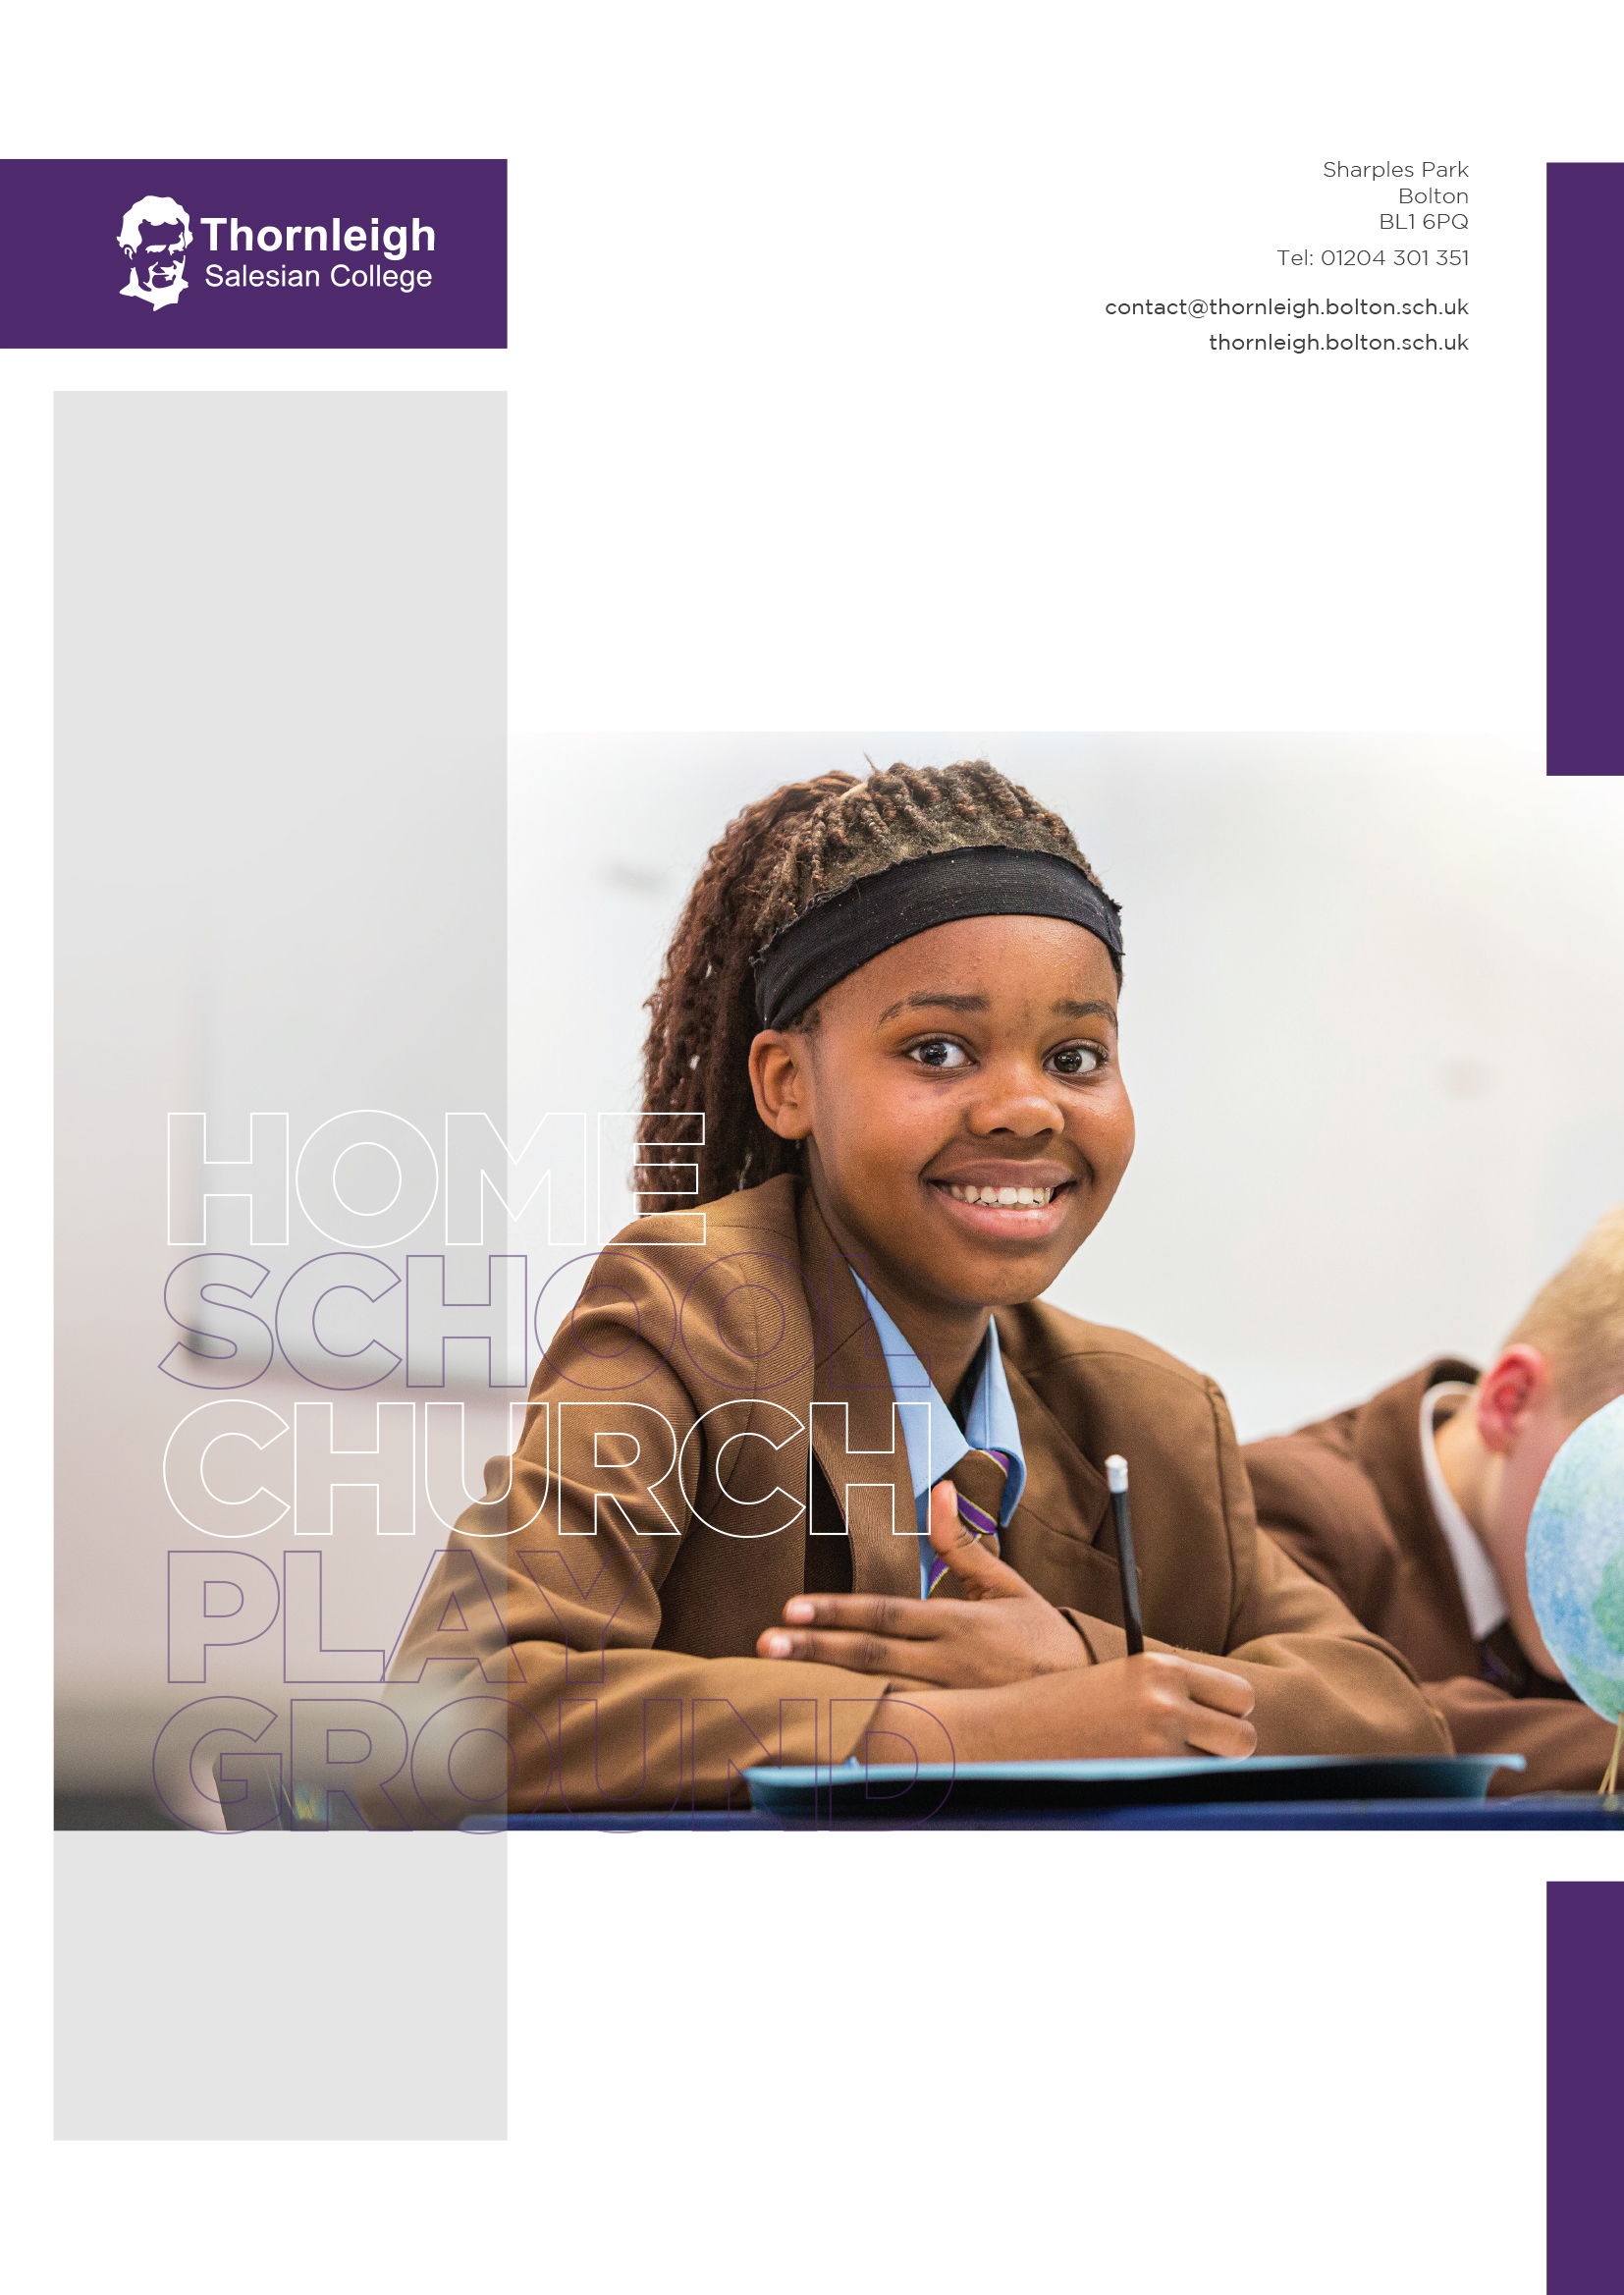 Thornleigh
Salesian College
Sharples Park
Bolton
BL1 6PQ
Tel: 01204 301 351
contact@thornleigh.bolton.sch.uk
thornleigh.bolton.sch.uk
HOME
SCHOOL
CHURCH
PLAY
GROUND